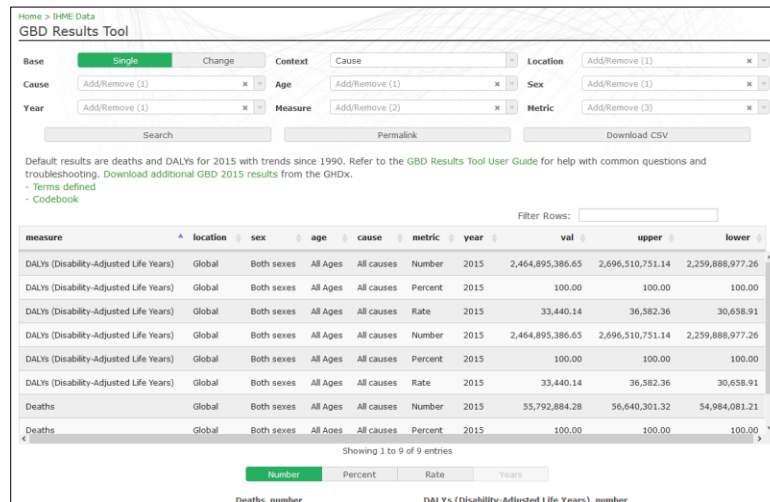 Home > IHME Data
GBD Results Tool
Base Single Change Context Cause Location Add/Remove (1)
Cause Add/Remove (1) Age Add/Remove (1) Sex Add/Remove (1)
Year Add/Remove (1) Measure Add/Remove (2) Metric Add/Remove (3)
Search Permalink Download CSV
Default results are deaths and DALYs for 2015 with trends since 1990. Refer to the GBD Results Tool User Guide for help with common questions and
troubleshooting. Download additional GBD 2015 results from the GHDx.
- Terms defined
- Codebook
Filter Rows:
measure location sex age cause metric year val upper lower
DALYs (Disability-Adjusted Life Years) Global Both sexes All Ages All causes Number 2015 2,464,895,386.65 2,696,510,751.14 2,259,888,977.26
DALYs (Disability-Adjusted Life Years) Global Both sexes All Ages All causes Percent 2015 100.00 100.00 100.00
DALYs (Disability-Adjusted Life Years) Global Both sexes All Ages All causes Rate 2015 33,440.14 36,582.36 30,658.91
DALYs (Disability-Adjusted Life Years) Global Both sexes All Ages All causes Number 2015 2,464,895,386.65 2,696,510,751.14 2,259,888,977.26
DALYs (Disability-Adjusted Life Years) Global Both sexes All Ages All causes Percent 2015 100.00 100.00 100.00
DALYs (Disability-Adjusted Life Years) Global Both sexes All Ages All causes Rate 2015 33,440.14 36,582.36 30,658.91
Deaths Global Both sexes All Ages All causes Number 2015 55,792,884.28 56,640,301.32 54,984,081.21
Deaths Global Both sexes All Ages All causes Percent 2015 100.00 100.00 100.00
Showing 1 to 9 of 9 entries
Number Percent Rate Years
Deaths, number DALYs (Disability-Adjusted Life Years), number